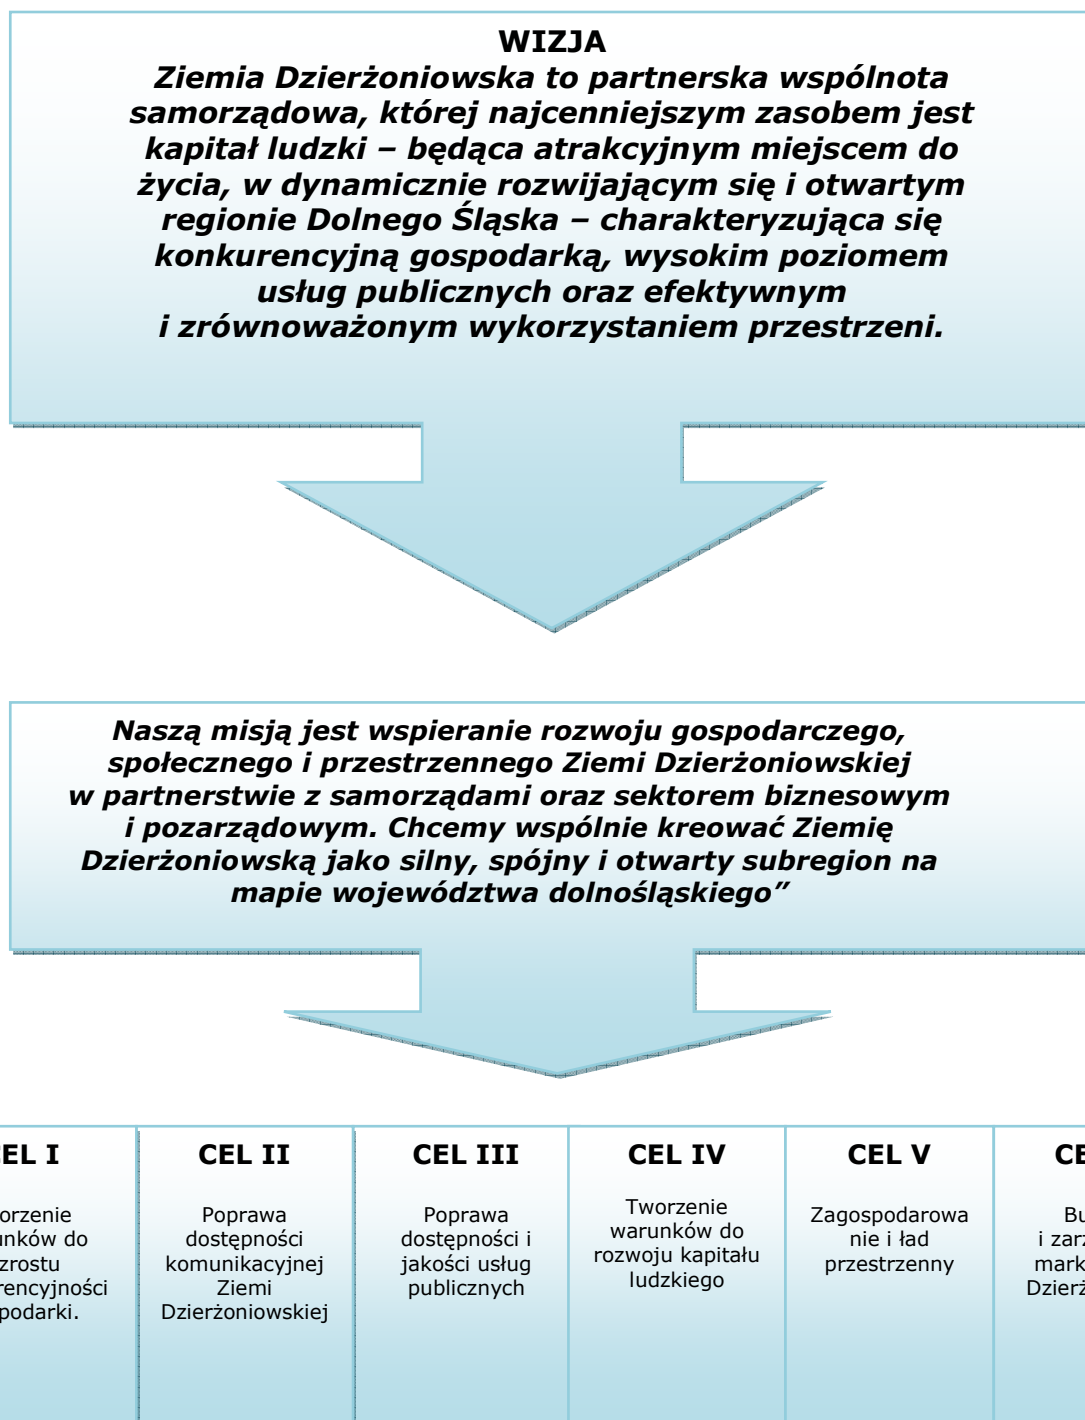 WIZJA
Ziemia Dzierżoniowska to partnerska wspólnota
samorządowa, której najcenniejszym zasobem jest
kapitał ludzki – będąca atrakcyjnym miejscem do
życia, w dynamicznie rozwijającym się i otwartym
regionie Dolnego Śląska – charakteryzująca się
konkurencyjną gospodarką, wysokim poziomem
usług publicznych oraz efektywnym
i zrównoważonym wykorzystaniem przestrzeni.
Naszą misją jest wspieranie rozwoju gospodarczego,
społecznego i przestrzennego Ziemi Dzierżoniowskiej
w partnerstwie z samorządami oraz sektorem biznesowym
i pozarządowym. Chcemy wspólnie kreować Ziemię
Dzierżoniowską jako silny, spójny i otwarty subregion na
mapie województwa dolnośląskiego”
I
CEL II
Poprawa
dostępności
komunikacyjnej
Ziemi
Dzierżoniowskiej
CEL III
Poprawa
dostępności i
jakości usług
publicznych
CEL IV
Tworzenie
warunków do
rozwoju kapitału
ludzkiego
CEL V
Zagospodarowa
nie i ład
przestrzenny